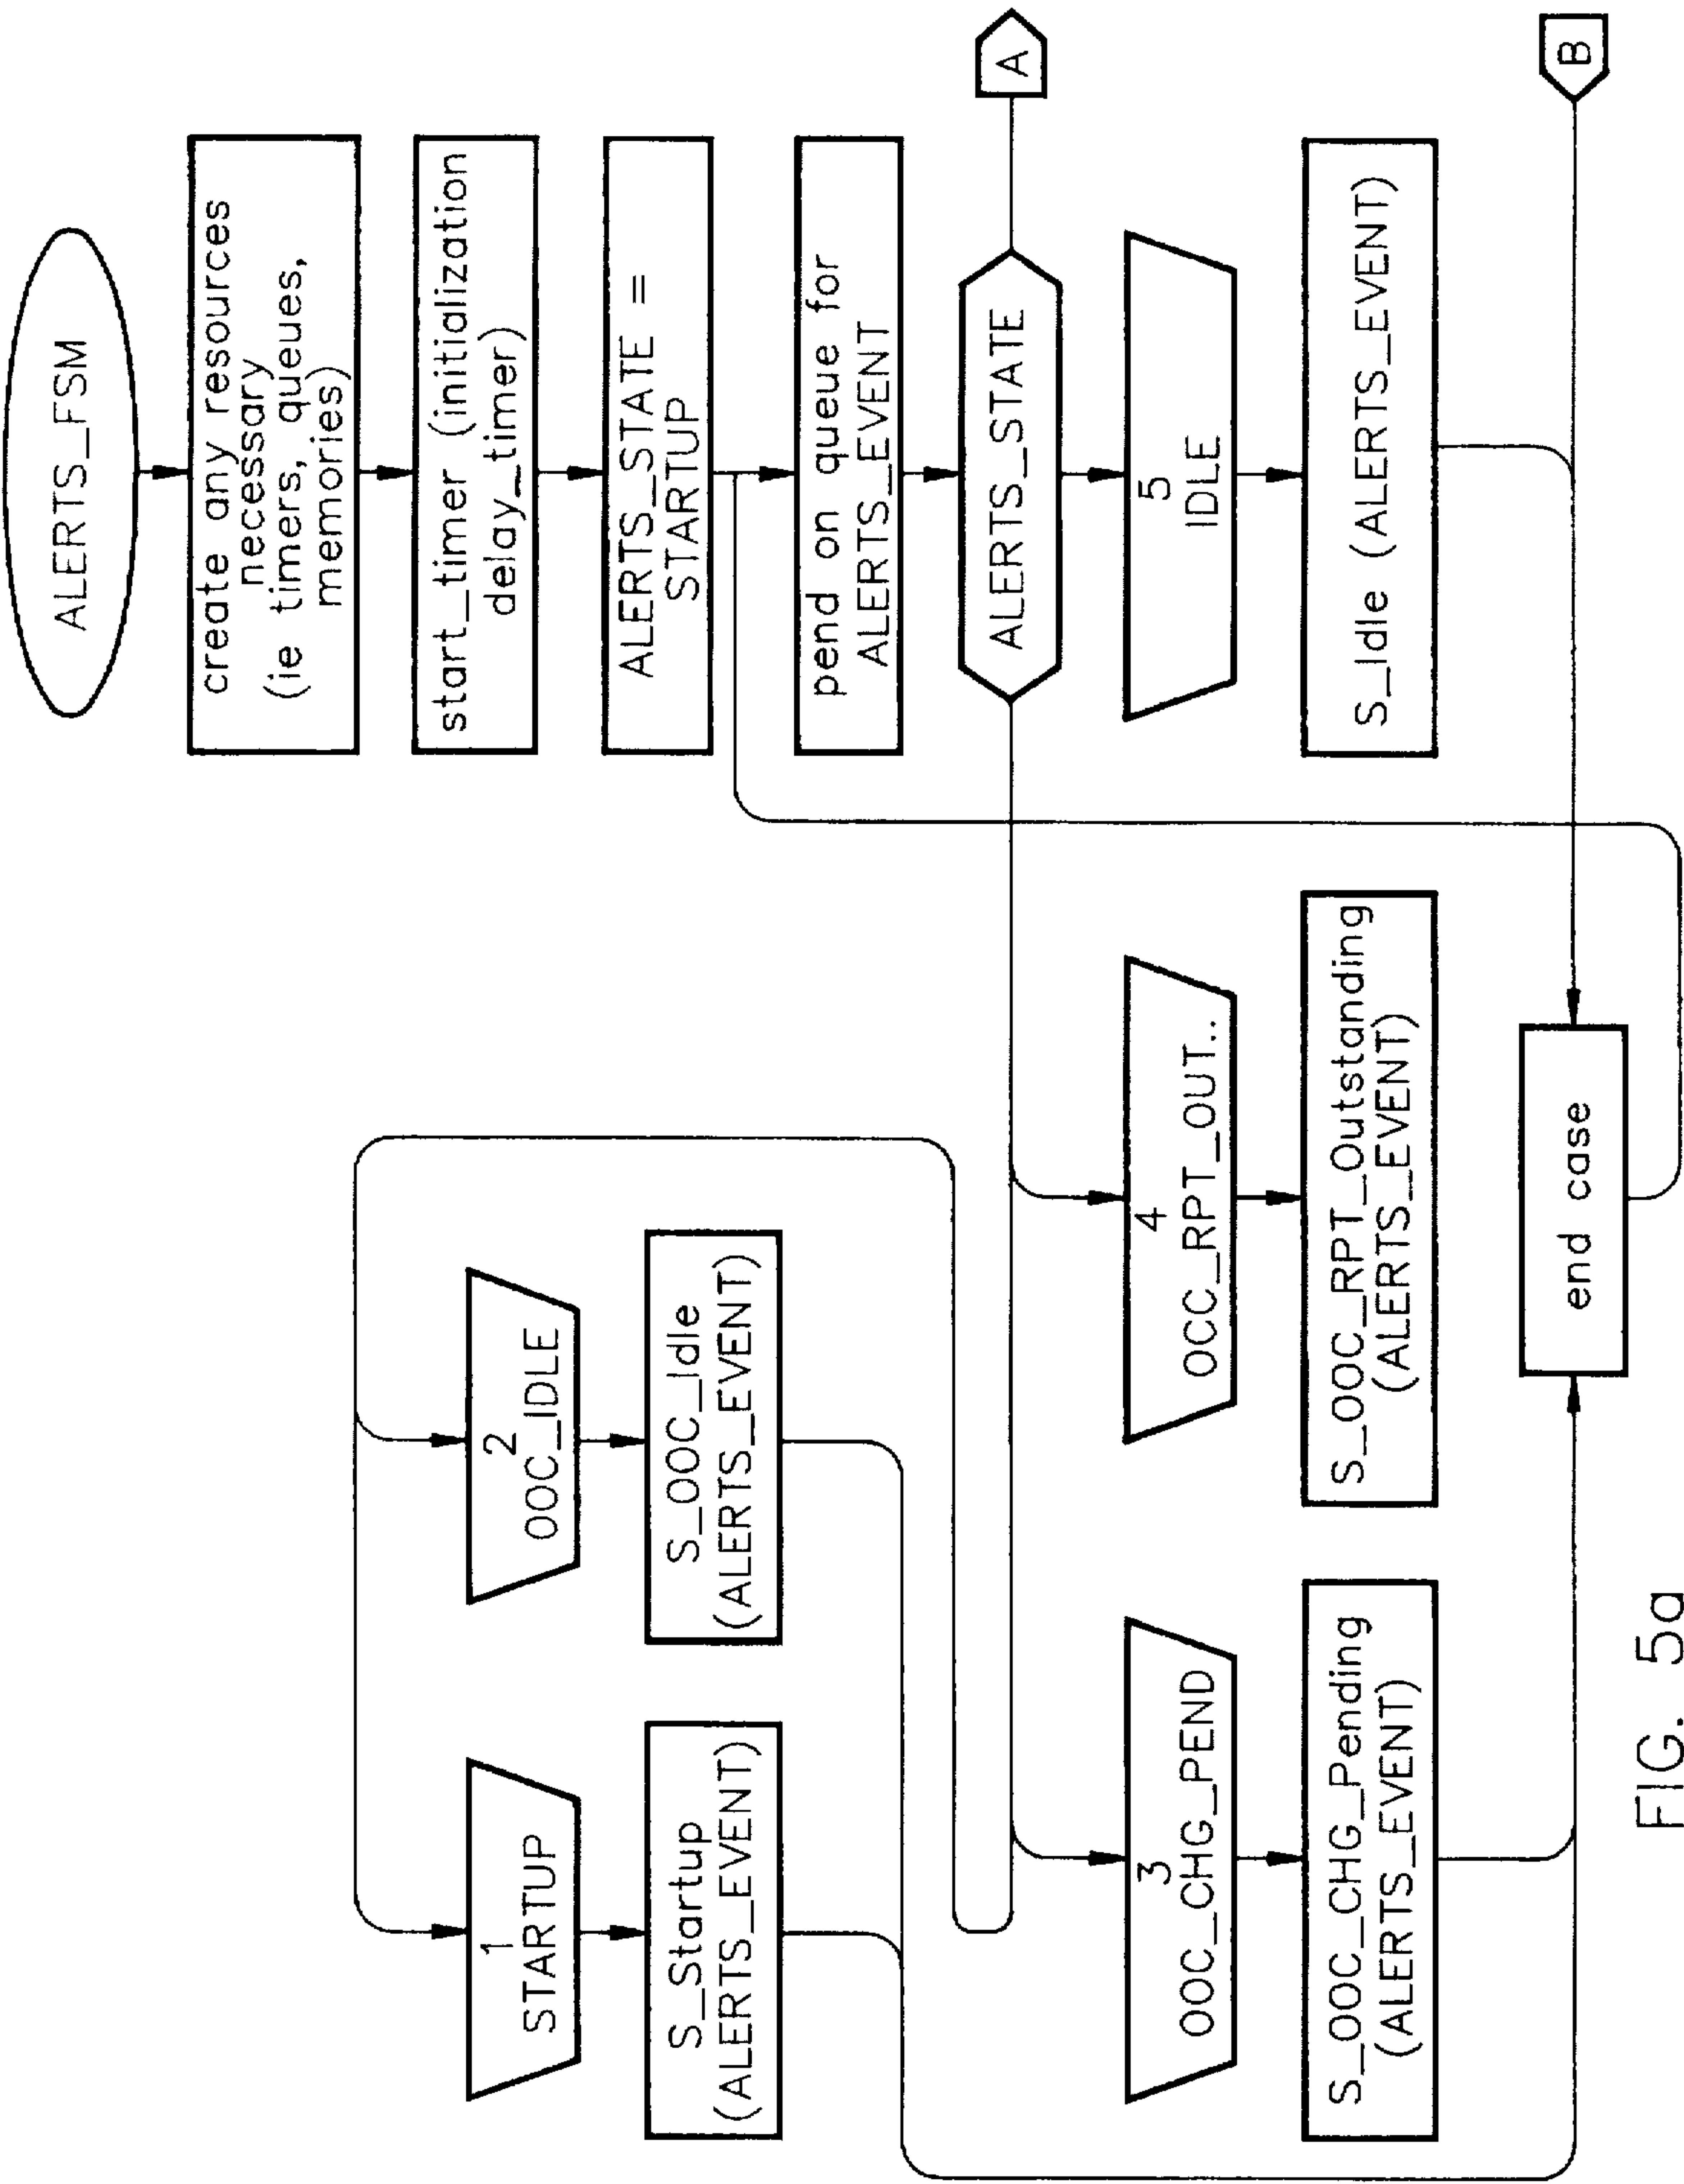 ALERTS_FSM
create any resources
necessary
(ie timers, queues,
memories)
start_timer (initialization
delay_timer)
ALERTS_STATE =
STARTUP
pend on queue for
ALERTS_EVENT
ALERTS_STATE
A
1
STARTUP
S_Startup
(ALERTS_EVENT)
2
OOC_IDLE
S_OOC_Idle
(ALERTS_EVENT)
3
OOC_CHG_PEND
S_OOC_CHG_Pending
(ALERTS_EVENT)
4
OCC_RPT_OUT..
S_OOC_RPT_Outstanding
(ALERTS_EVENT)
5
IDLE
S_Idle (ALERTS_EVENT)
end case
B
FIG. 5a